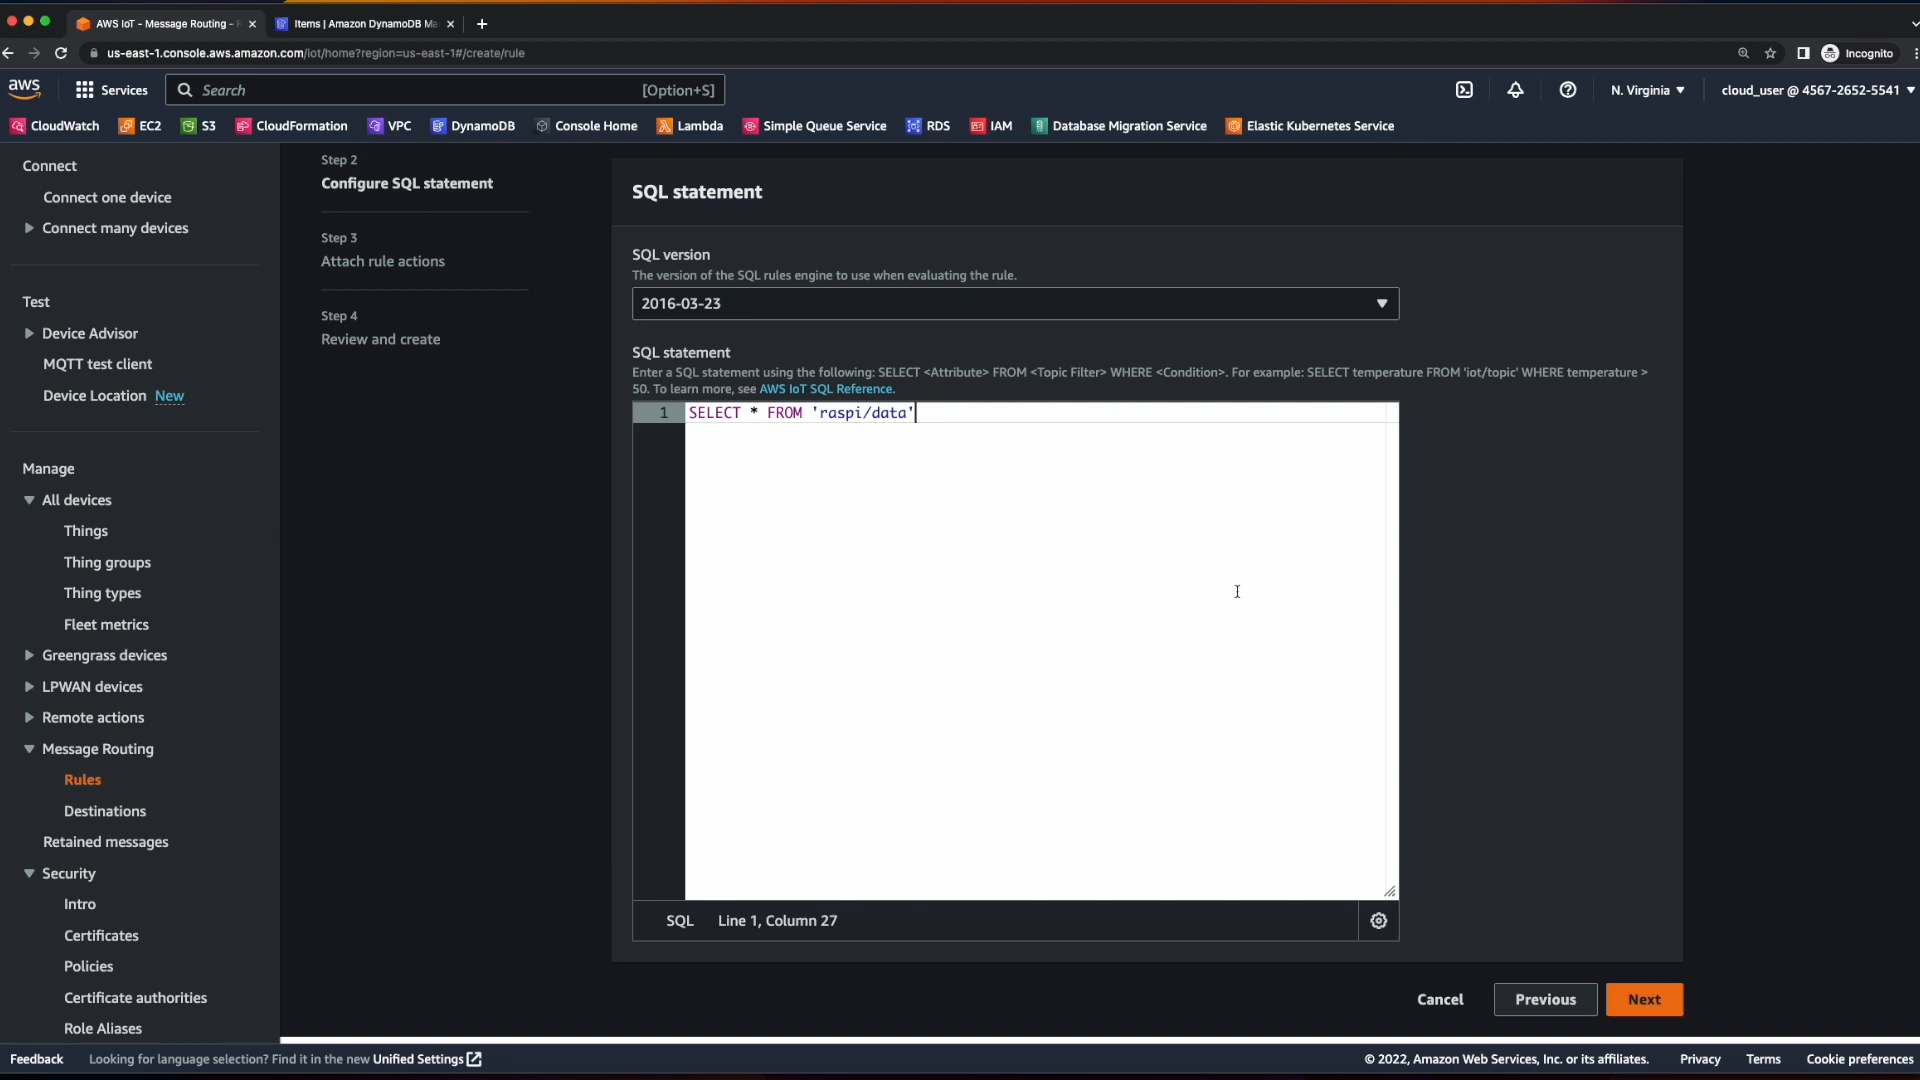 AWS IoT - Message Routing - R
Items | Amazon DynamoDB Ma
us-east-1.console.aws.amazon.com/iot/home?region=us-east-1#/create/rule
Incognito
aws
Services
Search
[Option+S]
N. Virginia
cloud_user @ 4567-2652-5541
CloudWatch
EC2
S3
CloudFormation
VPC
DynamoDB
Console Home
Lambda
Simple Queue Service
RDS
IAM
Database Migration Service
Elastic Kubernetes Service
Connect
Connect one device
Connect many devices
Test
Device Advisor
MQTT test client
Device Location New
Manage
All devices
Things
Thing groups
Thing types
Fleet metrics
Greengrass devices
LPWAN devices
Remote actions
Message Routing
Rules
Destinations
Retained messages
Security
Intro
Certificates
Policies
Certificate authorities
Role Aliases
Step 2
Configure SQL statement
Step 3
Attach rule actions
Step 4
Review and create
SQL statement
SQL version
The version of the SQL rules engine to use when evaluating the rule.
2016-03-23
SQL statement
Enter a SQL statement using the following: SELECT <Attribute> FROM <Topic Filter> WHERE <Condition>. For example: SELECT temperature FROM 'iot/topic' WHERE temperature >
50. To learn more, see AWS IoT SQL Reference.
1 SELECT * FROM 'raspi/data'
SQL Line 1, Column 27
Cancel
Previous
Next
Feedback
Looking for language selection? Find it in the new Unified Settings
© 2022, Amazon Web Services, Inc. or its affiliates.
Privacy
Terms
Cookie preferences